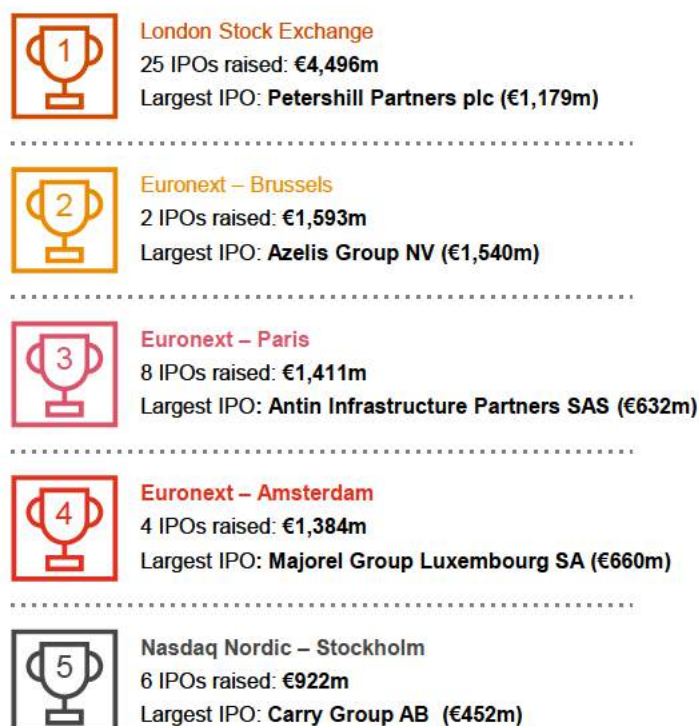 1
London Stock Exchange
25 IPOs raised: €4,496m
Largest IPO: Petershill Partners plc (€1,179m)
2
Euronext – Brussels
2 IPOs raised: €1,593m
Largest IPO: Azelis Group NV (€1,540m)
3
Euronext – Paris
8 IPOs raised: €1,411m
Largest IPO: Antin Infrastructure Partners SAS (€632m)
4
Euronext – Amsterdam
4 IPOs raised: €1,384m
Largest IPO: Majorel Group Luxembourg SA (€660m)
5
Nasdaq Nordic – Stockholm
6 IPOs raised: €922m
Largest IPO: Carry Group AB (€452m)